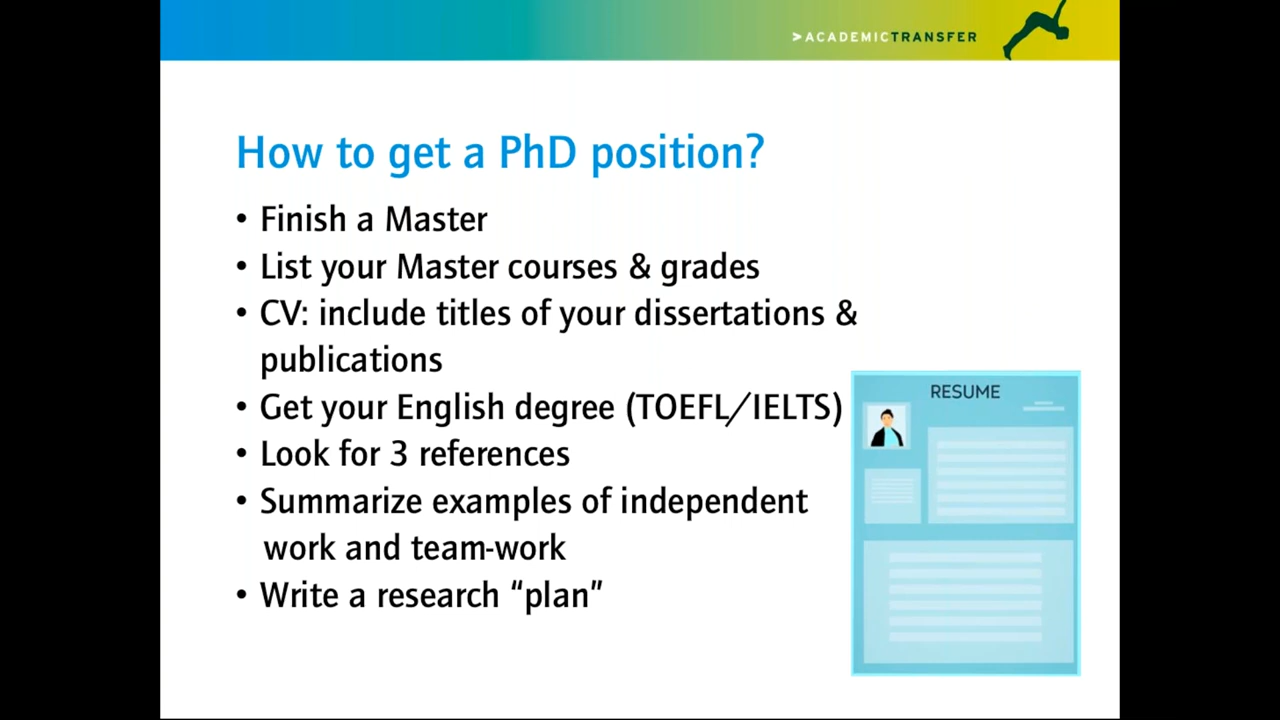 >ACADEMICTRANSFER
How to get a PhD position?
• Finish a Master
• List your Master courses & grades
• CV: include titles of your dissertations &
publications
• Get your English degree (TOEFL/IELTS)
• Look for 3 references
• Summarize examples of independent
work and team-work
• Write a research “plan”
RESUME